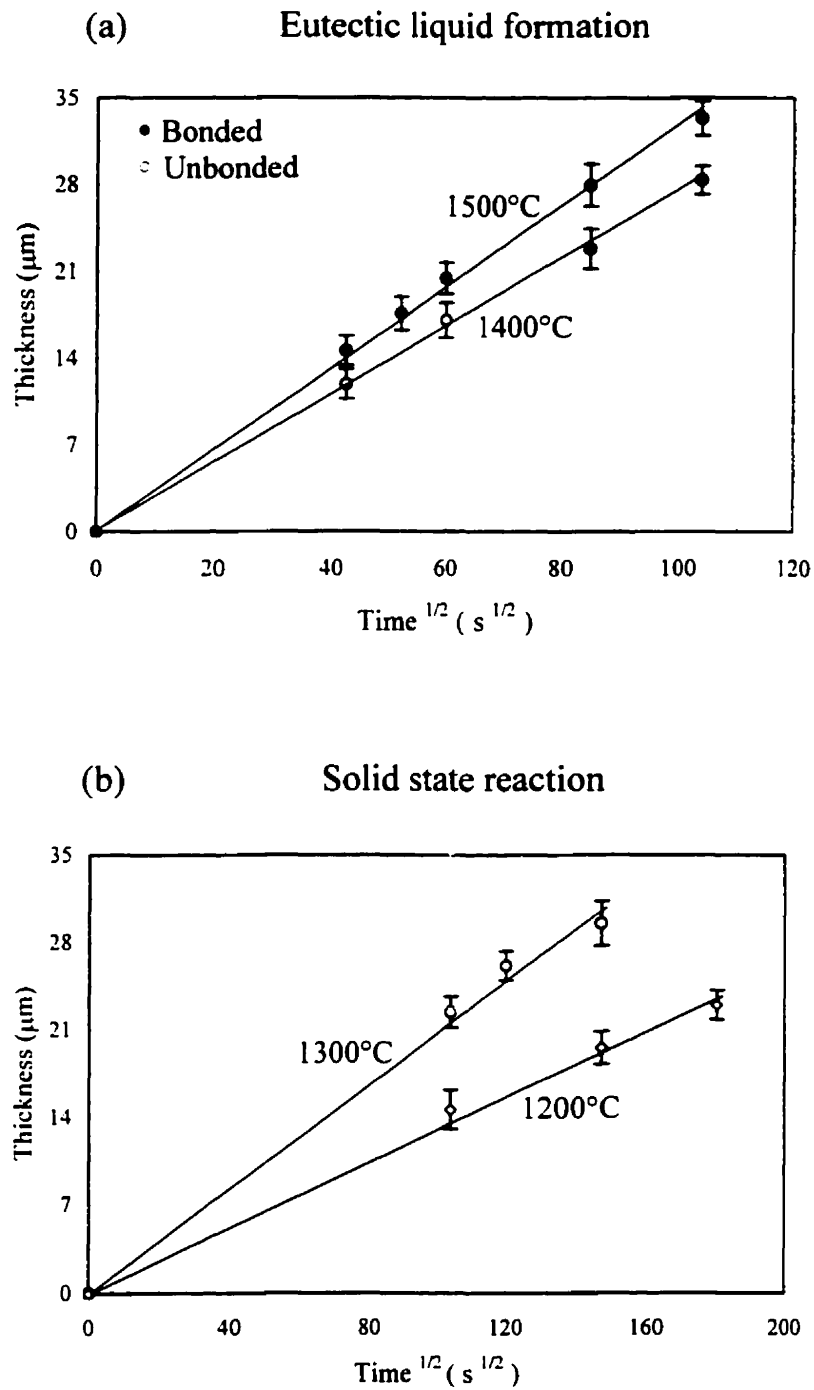 (a) Eutectic liquid formation
35
• Bonded
○ Unbonded
28
1500°C
21
1400°C
14
7
0
Thickness (μm)
0 20 40 60 80 100 120
Time 1/2 ( s 1/2 )
(b) Solid state reaction
35
28
21
1300°C
14
1200°C
7
0
Thickness (μm)
0 40 80 120 160 200
Time 1/2 ( s 1/2 )